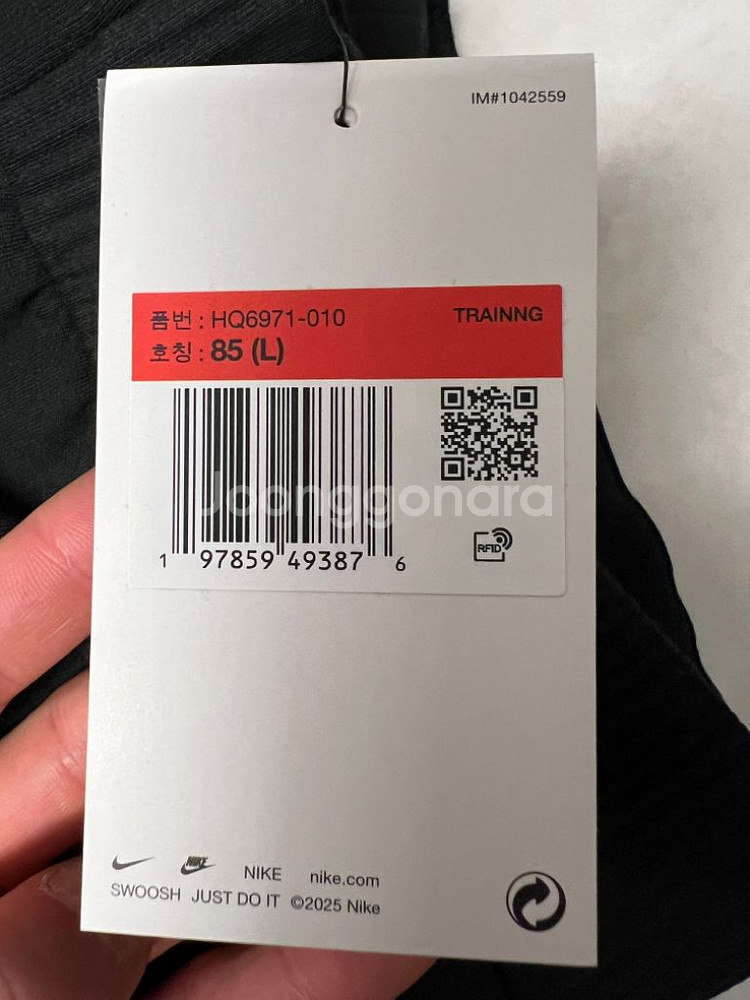 IM#1042559
품번 : HQ6971-010
TRAINNG
호칭 : 85 (L)
Joonggonara
1 97859 49387 6
RFID
NIKE
NIKE nike.com
SWOOSH JUST DO IT ©2025 Nike